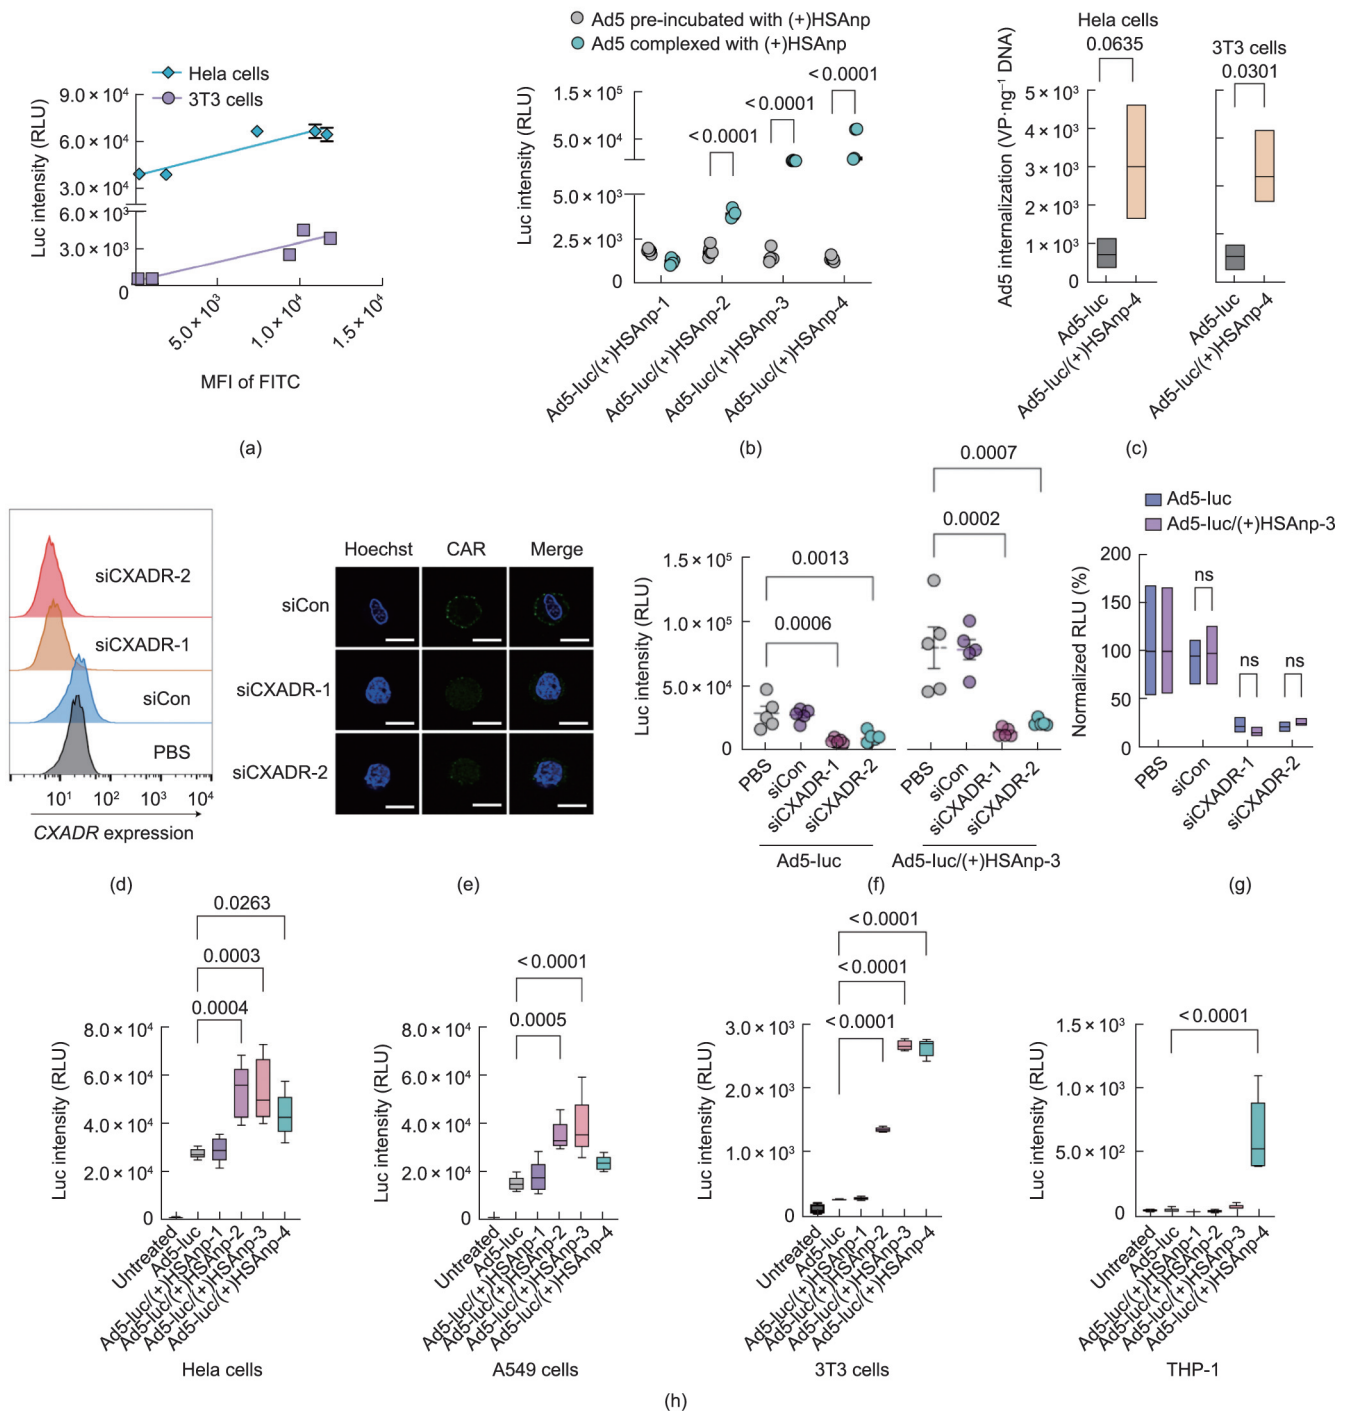 Hela cells
3T3 cells
Luc intensity (RLU)
9.0 × 10⁴
6.0 × 10⁴
3.0 × 10⁴
6.0 × 10³
3.0 × 10³
0
5.0 × 10³
1.0 × 10⁴
1.5 × 10⁴
MFI of FITC
(a)
Ad5 pre-incubated with (+)HSAnp
Ad5 complexed with (+)HSAnp
Luc intensity (RLU)
1.5 × 10⁵
5.0 × 10⁴
5.0 × 10³
2.5 × 10³
0
< 0.0001
< 0.0001
< 0.0001
Ad5-luc/(+)HSAnp-1
Ad5-luc/(+)HSAnp-2
Ad5-luc/(+)HSAnp-3
Ad5-luc/(+)HSAnp-4
(b)
Hela cells
0.0635
3T3 cells
0.0301
Ad5 internalization (VP·ng⁻¹ DNA)
5 × 10³
4 × 10³
3 × 10³
2 × 10³
1 × 10³
0
Ad5-luc
Ad5-luc/(+)HSAnp-4
Ad5-luc
Ad5-luc/(+)HSAnp-4
(c)
siCXADR-2
siCXADR-1
siCon
PBS
10¹
10²
10³
10⁴
CXADR expression
(d)
Hoechst
CAR
Merge
siCon
siCXADR-1
siCXADR-2
(e)
Luc intensity (RLU)
1.5 × 10⁵
1.0 × 10⁵
5.0 × 10⁴
0
0.0013
0.0006
0.0007
0.0002
PBS
siCon
siCXADR-1
siCXADR-2
PBS
siCon
siCXADR-1
siCXADR-2
Ad5-luc
Ad5-luc/(+)HSAnp-3
(f)
Ad5-luc
Ad5-luc/(+)HSAnp-3
Normalized RLU (%)
200
150
100
50
0
ns
ns
ns
PBS
siCon
siCXADR-1
siCXADR-2
(g)
0.0263
0.0003
0.0004
Luc intensity (RLU)
8.0 × 10⁴
6.0 × 10⁴
4.0 × 10⁴
2.0 × 10⁴
0
Untreated
Ad5-luc
Ad5-luc/(+)HSAnp-1
Ad5-luc/(+)HSAnp-2
Ad5-luc/(+)HSAnp-3
Ad5-luc/(+)HSAnp-4
Hela cells
< 0.0001
0.0005
Luc intensity (RLU)
8.0 × 10⁴
6.0 × 10⁴
4.0 × 10⁴
2.0 × 10⁴
0
Untreated
Ad5-luc
Ad5-luc/(+)HSAnp-1
Ad5-luc/(+)HSAnp-2
Ad5-luc/(+)HSAnp-3
Ad5-luc/(+)HSAnp-4
A549 cells
< 0.0001
< 0.0001
< 0.0001
Luc intensity (RLU)
3.0 × 10³
2.0 × 10³
1.0 × 10³
0
Untreated
Ad5-luc
Ad5-luc/(+)HSAnp-1
Ad5-luc/(+)HSAnp-2
Ad5-luc/(+)HSAnp-3
Ad5-luc/(+)HSAnp-4
3T3 cells
< 0.0001
Luc intensity (RLU)
1.5 × 10³
1.0 × 10³
5.0 × 10²
0
Untreated
Ad5-luc
Ad5-luc/(+)HSAnp-1
Ad5-luc/(+)HSAnp-2
Ad5-luc/(+)HSAnp-3
Ad5-luc/(+)HSAnp-4
THP-1
(h)